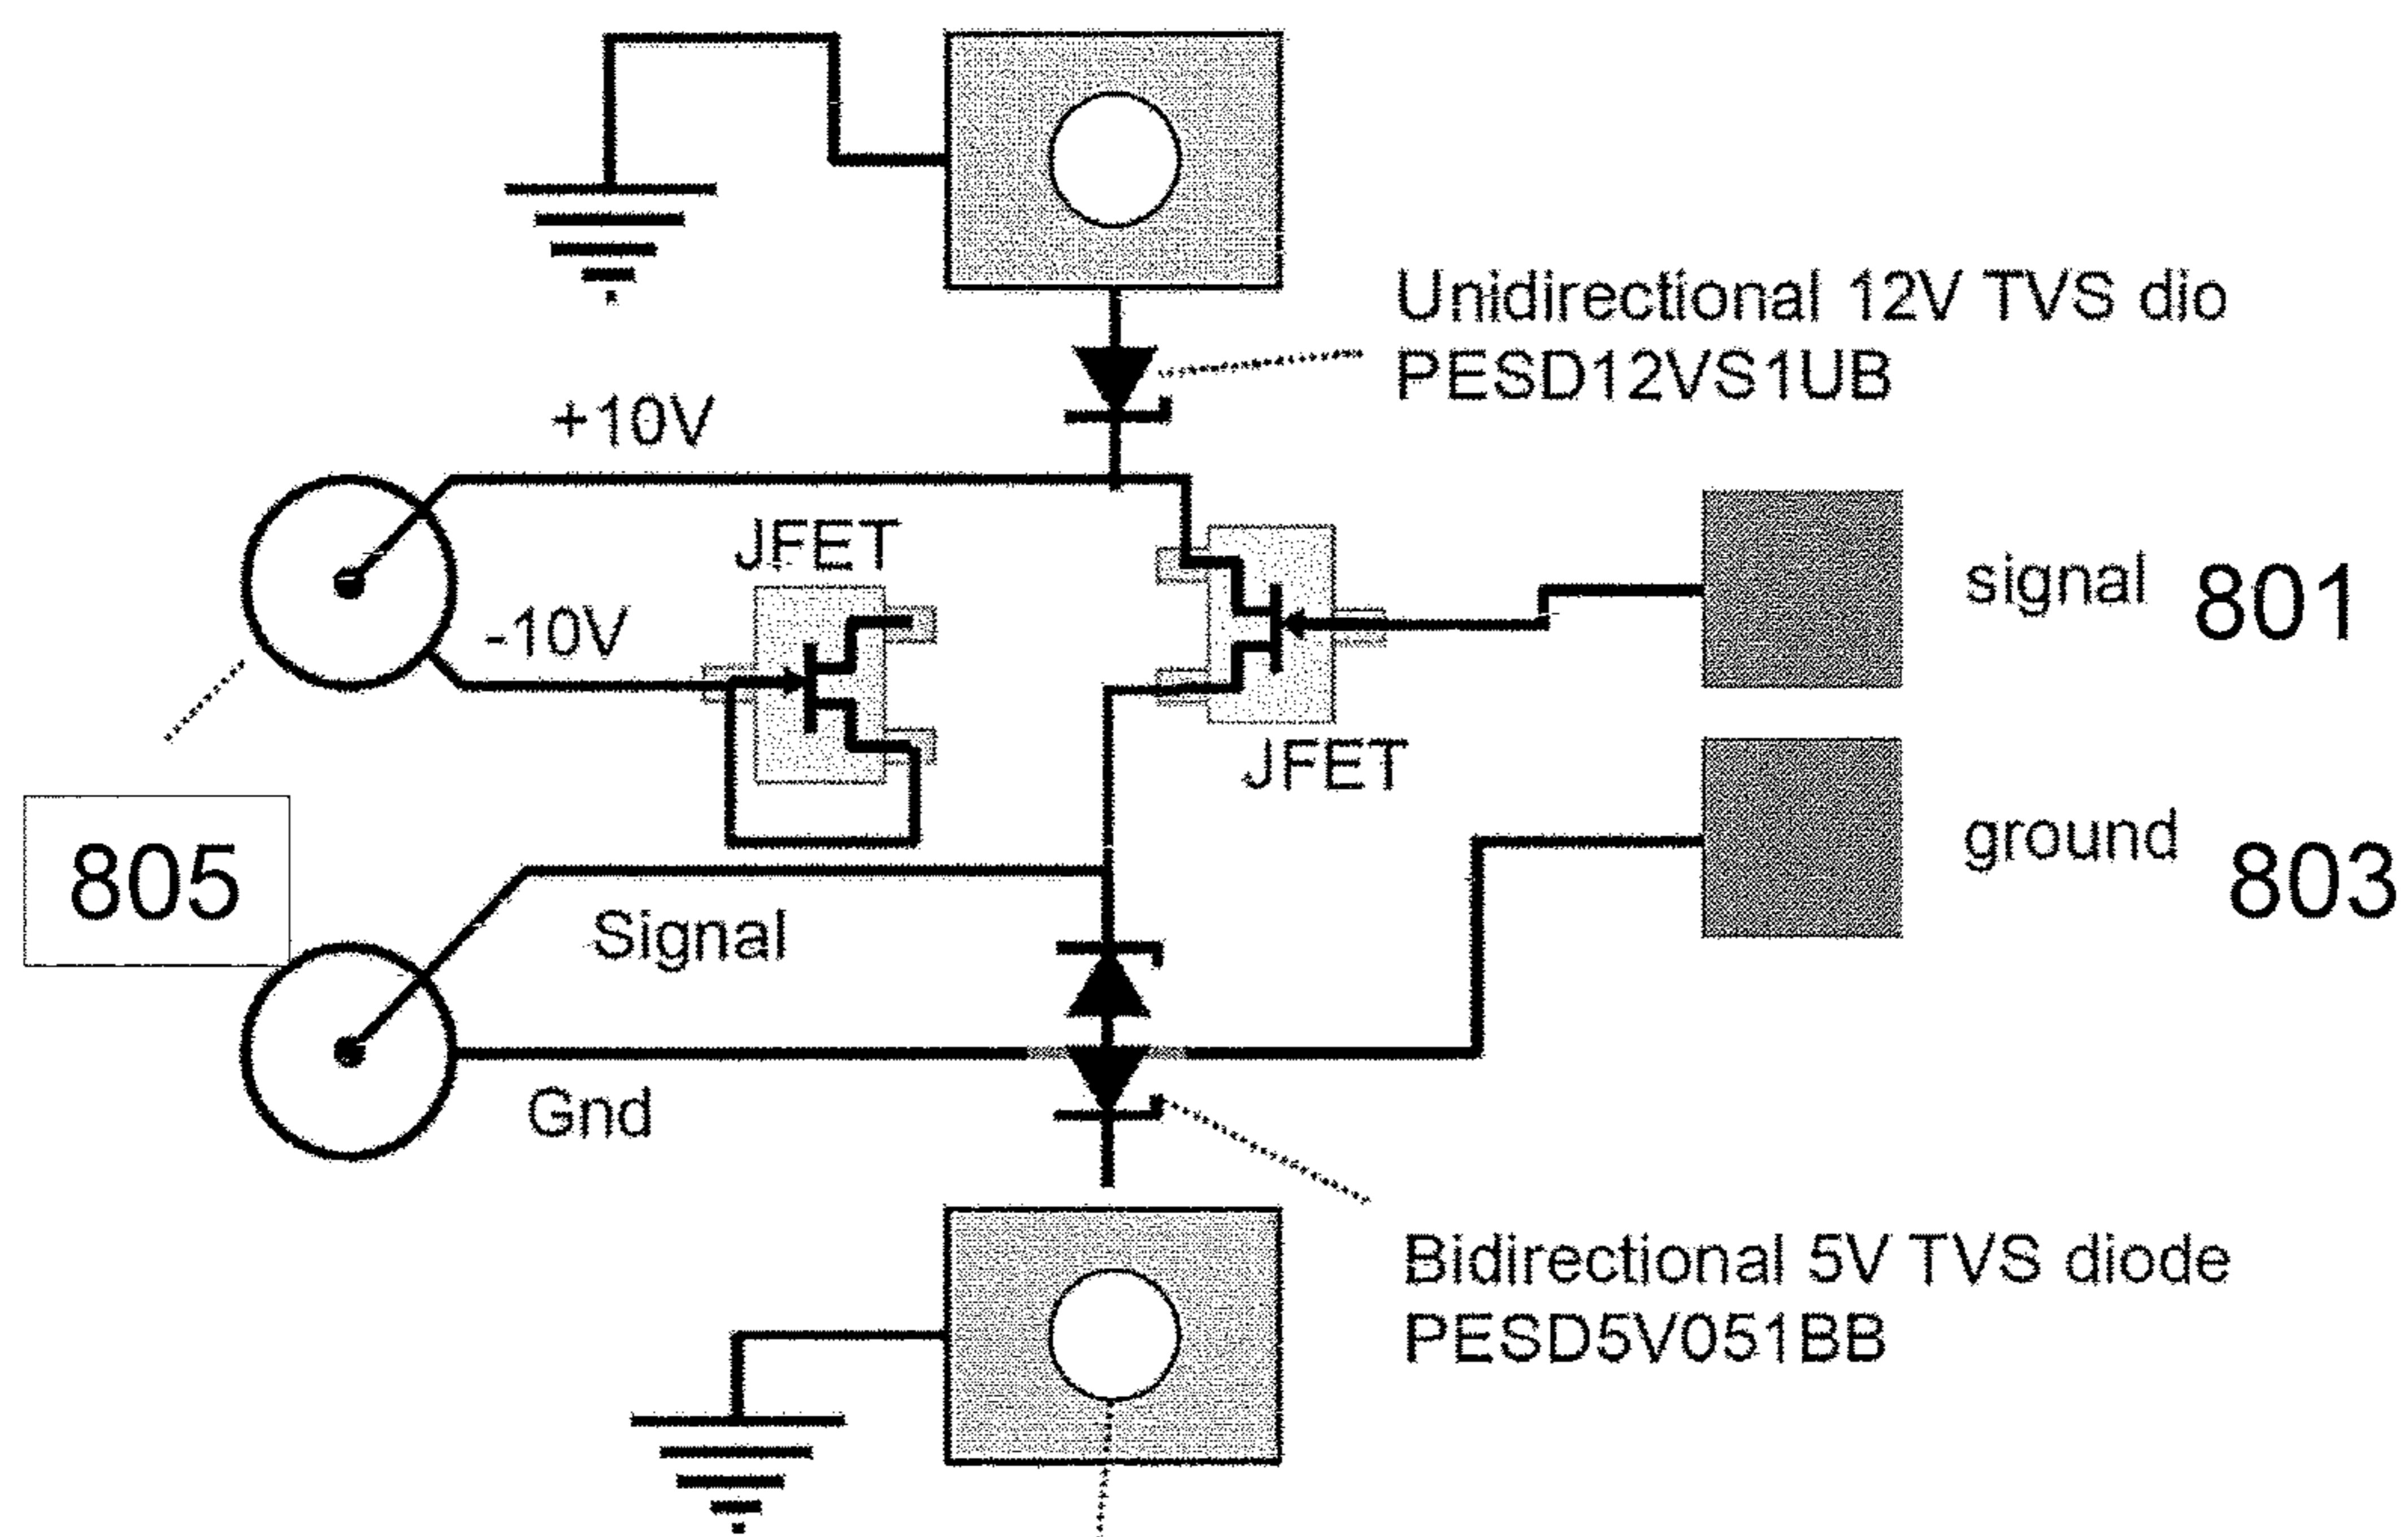 Unidirectional 12V TVS dio
PESD12VS1UB
+10V
JFET
-10V
signal 801
JFET
ground 803
805
Signal
Gnd
Bidirectional 5V TVS diode
PESD5V051BB